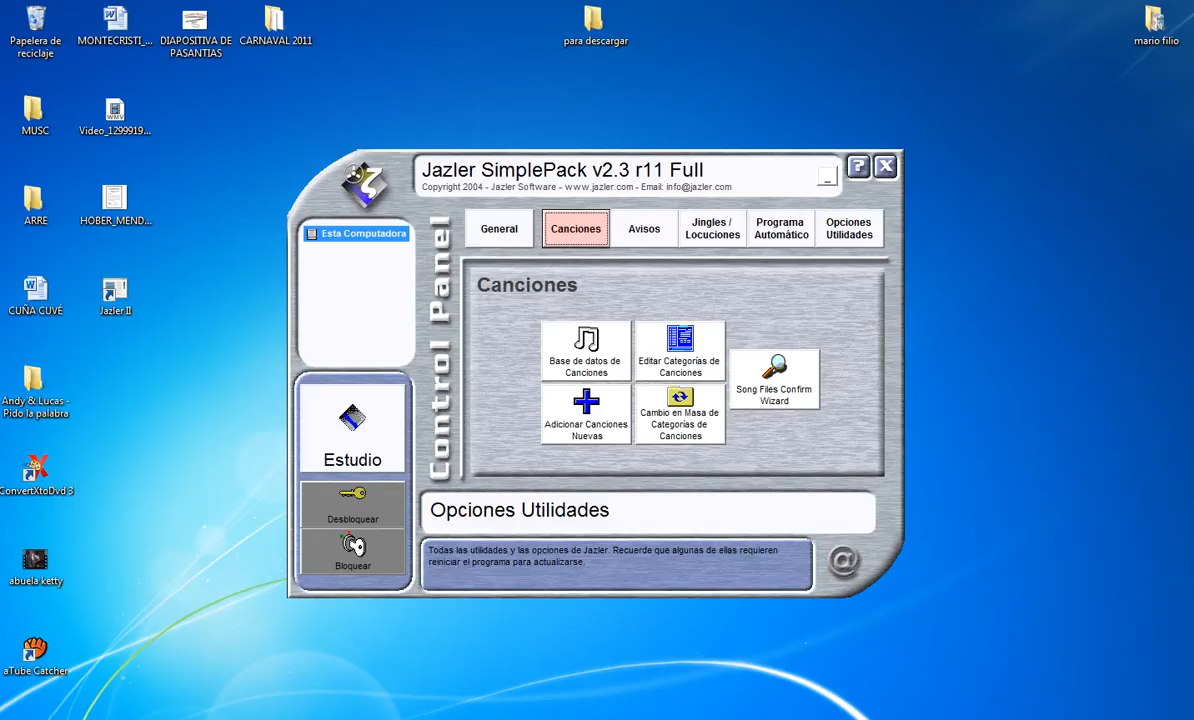 Papelera de
reciclaje
MONTECRISTI_...
DIAPOSITIVA DE
PASANTIAS
CARNAVAL 2011
para descargar
mario filio
MUSC
Video_1299919...
ARRE
HOBER_MEND...
CUÑA CUVÉ
Jazler II
Andy & Lucas -
Pido la palabra
ConvertXtoDvd 3
abuela ketty
aTube Catcher
Jazler SimplePack v2.3 r11 Full
Copyright 2004 - Jazler Software - www.jazler.com - Email: info@jazler.com
_
?
X
Esta Computadora
Control Panel
General
Canciones
Avisos
Jingles /
Locuciones
Programa
Automático
Opciones
Utilidades
Canciones
Base de datos de
Canciones
Editar Categorías de
Canciones
Song Files Confirm
Wizard
Adicionar Canciones
Nuevas
Cambio en Masa de
Categorías de
Canciones
Estudio
Desbloquear
Bloquear
Opciones Utilidades
Todas las utilidades y las opciones de Jazler. Recuerde que algunas de ellas requieren
reiniciar el programa para actualizarse.
@